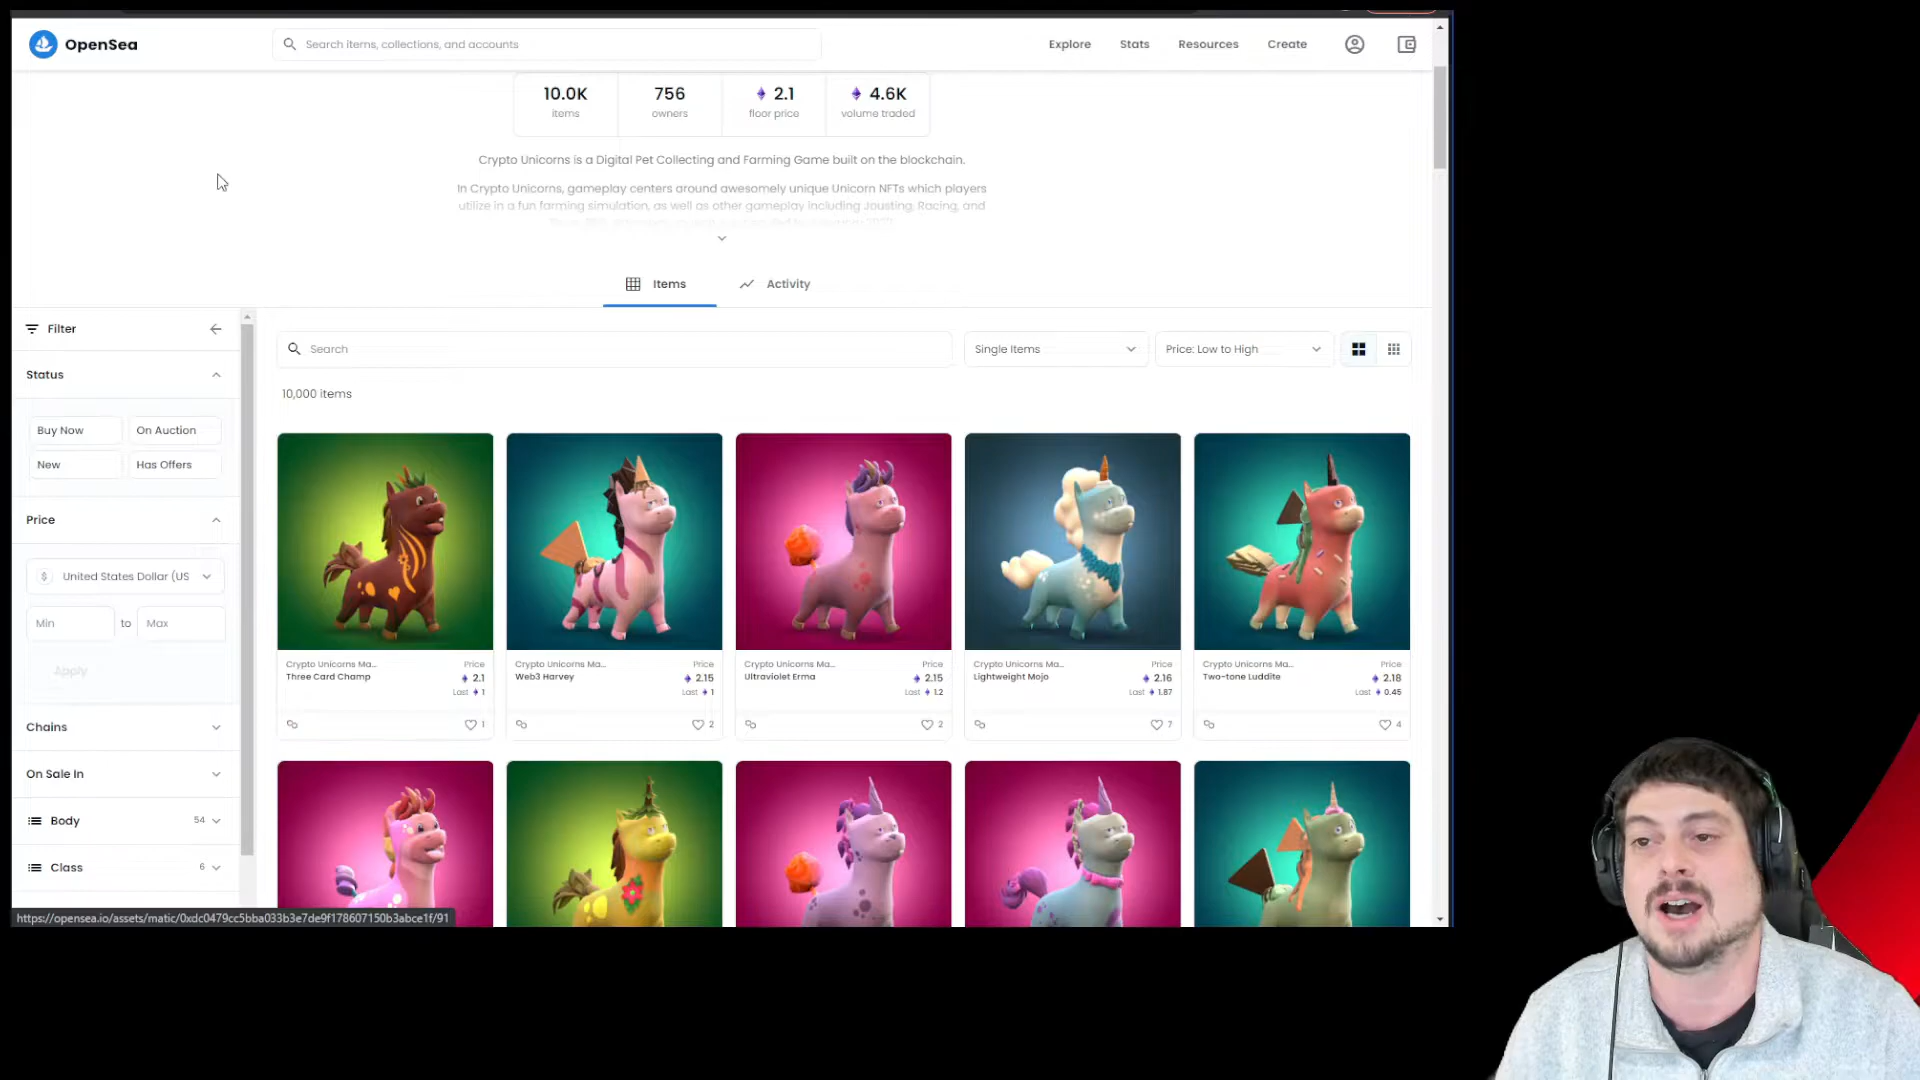 OpenSea
Search items, collections, and accounts
Explore Stats Resources Create
10.0K 756 2.1 4.6K
items owners floor price volume traded
Crypto Unicorns is a Digital Pet Collecting and Farming Game built on the blockchain.
In Crypto Unicorns, gameplay centers around awesomely unique Unicorn NFTs which players
utilize in a fun farming simulation, as well as other gameplay including Jousting, Racing, and
Items Activity
Filter
Search
Single Items
Price: Low to High
Status
10,000 items
Buy Now On Auction
New Has Offers
Price
$ United States Dollar (US
Min to Max
Apply
Chains
On Sale In
Body 54
Class 6
Crypto Unicorns Ma... Price
Three Card Champ 2.1
Last 1
1
Crypto Unicorns Ma... Price
Web3 Harvey 2.15
Last 1
2
Crypto Unicorns Ma... Price
Ultraviolet Erma 2.15
Last 1.2
2
Crypto Unicorns Ma... Price
Lightweight Mojo 2.16
Last 1.87
7
Crypto Unicorns Ma... Price
Two-tone Luddite 2.18
Last 0.45
4
https://opensea.io/assets/matic/0xdc0479cc5bba033b3e7de9f178607150b3abce1f/91